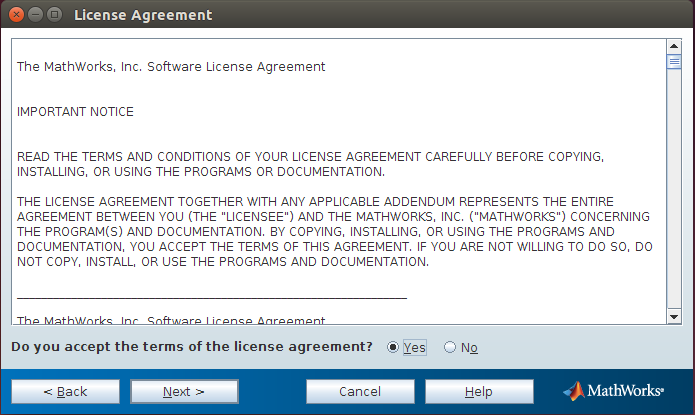 License Agreement
The MathWorks, Inc. Software License Agreement
IMPORTANT NOTICE
READ THE TERMS AND CONDITIONS OF YOUR LICENSE AGREEMENT CAREFULLY BEFORE COPYING,
INSTALLING, OR USING THE PROGRAMS OR DOCUMENTATION.
THE LICENSE AGREEMENT TOGETHER WITH ANY APPLICABLE ADDENDUM REPRESENTS THE ENTIRE
AGREEMENT BETWEEN YOU (THE "LICENSEE") AND THE MATHWORKS, INC. ("MATHWORKS") CONCERNING
THE PROGRAM(S) AND DOCUMENTATION. BY COPYING, INSTALLING, OR USING THE PROGRAMS AND
DOCUMENTATION, YOU ACCEPT THE TERMS OF THIS AGREEMENT. IF YOU ARE NOT WILLING TO DO SO, DO
NOT COPY, INSTALL, OR USE THE PROGRAMS AND DOCUMENTATION.
The MathWorks, Inc. Software License Agreement
Do you accept the terms of the license agreement? Yes No
< Back Next > Cancel Help MathWorks®